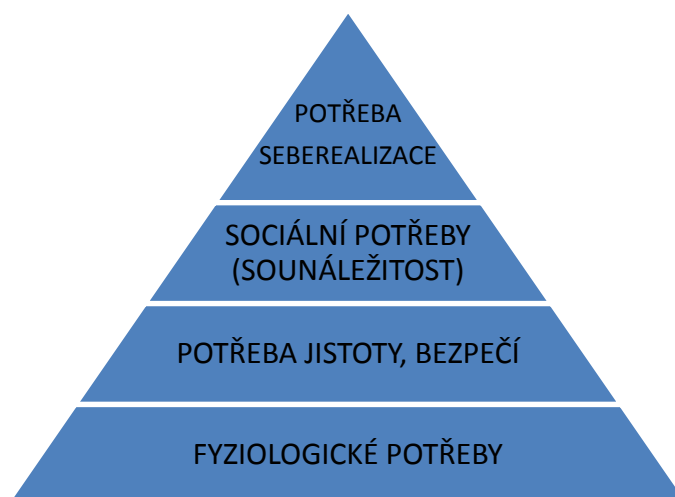 POTŘEBA
SEBEREALIZACE
SOCIÁLNÍ POTŘEBY
(SOUNÁLEŽITOST)
POTŘEBA JISTOTY, BEZPEČÍ
FYZIOLOGICKÉ POTŘEBY